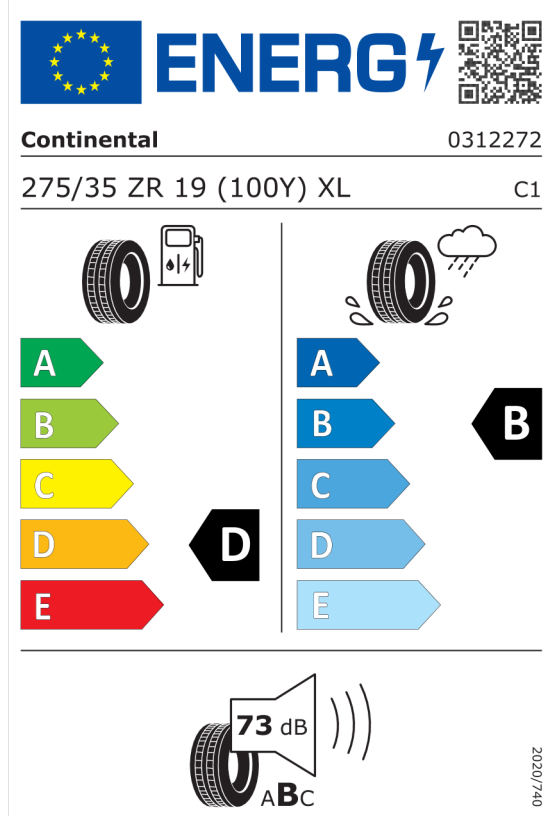 ENERG
Continental 0312272
275/35 ZR 19 (100Y) XL C1
A A
B B B
C C
D D D
E E
73 dB
ABC
2020/740